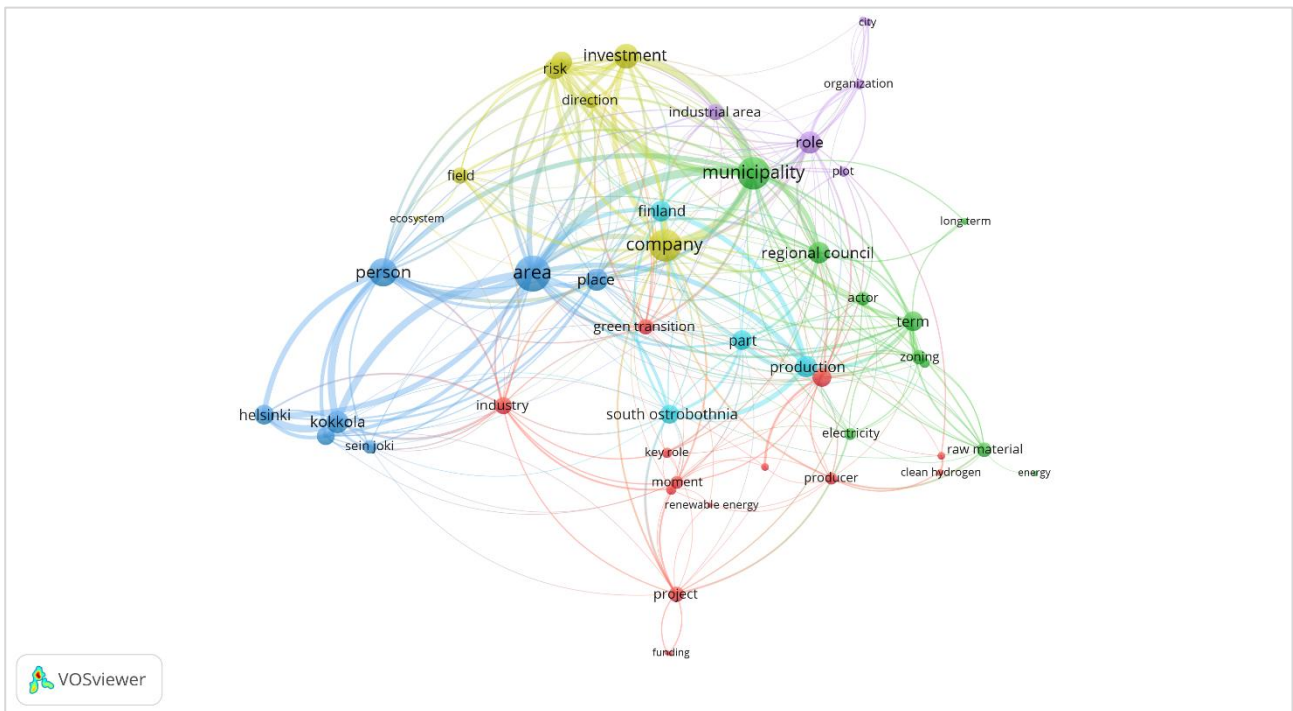 city
investment
risk
organization
direction
industrial area
role
municipality
plot
field
finland
ecosystem
long term
company
regional council
person
area
place
actor
green transition
term
part
zoning
production
industry
helsinki
kokkola
south ostrobothnia
sein joki
electricity
key role
raw material
clean hydrogen
energy
moment
producer
renewable energy
project
funding
VOSviewer